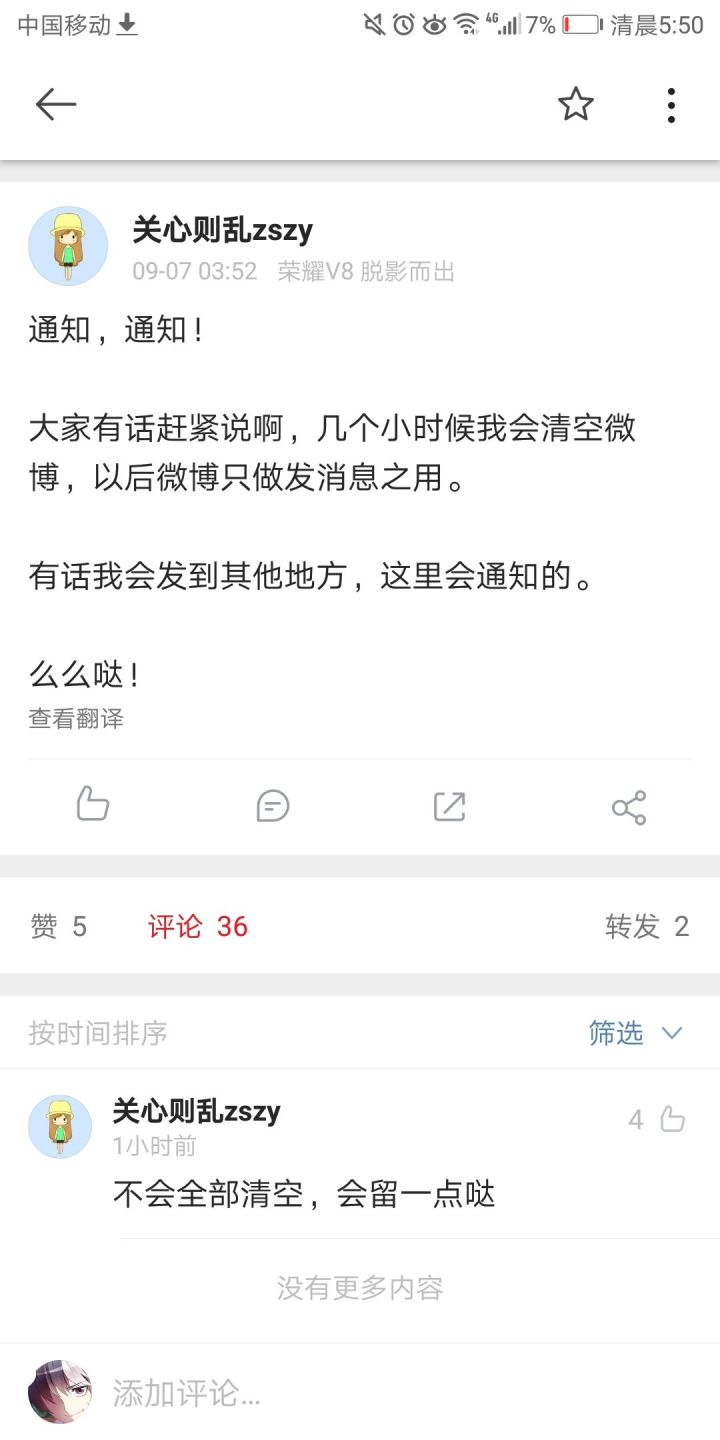 中国移动 4G 7% 清晨5:50
关心则乱zszy
09-07 03:52 荣耀V8 脱影而出
通知，通知！
大家有话赶紧说啊，几个小时候我会清空微
博，以后微博只做发消息之用。
有话我会发到其他地方，这里会通知的。
么么哒！
查看翻译
赞 5 评论 36 转发 2
按时间排序 筛选
关心则乱zszy 4
1小时前
不会全部清空，会留一点哒
没有更多内容
添加评论...